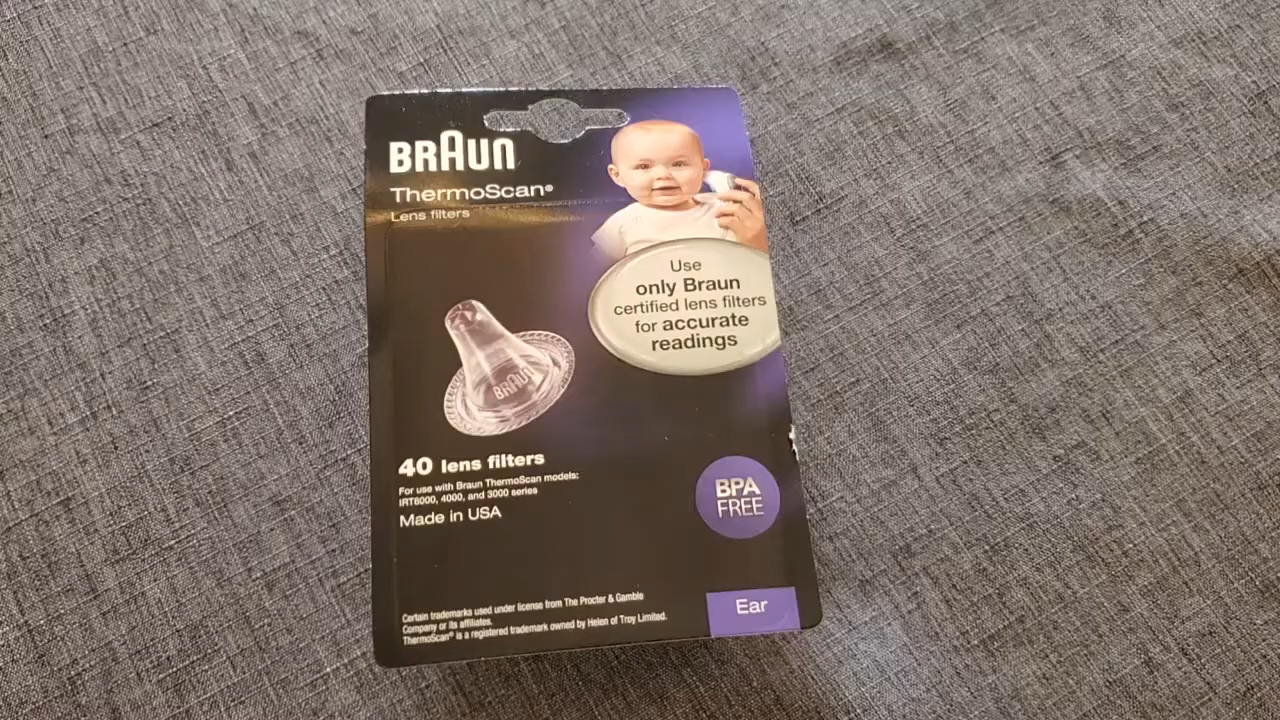 BRAUN
ThermoScan®
Lens filters
Use
only Braun
certified lens filters
for accurate
readings
BRAUN
40 lens filters
For use with Braun ThermoScan models:
IRT6000, 4000, and 3000 series
Made in USA
BPA
FREE
Certain trademarks used under license from The Procter & Gamble
Company or its affiliates.
ThermoScan® is a registered trademark owned by Helen of Troy Limited.
Ear